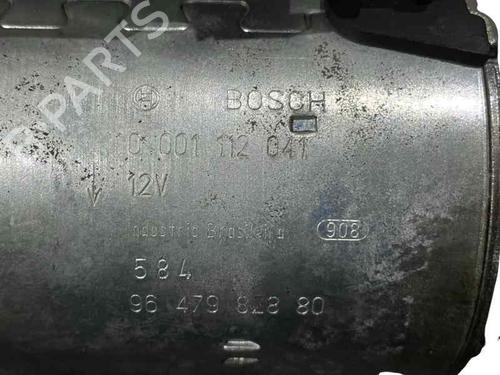 BOSCH
0 001 112 041
12V
Industria Brasileira
908
584
96 479 828 80
B-PARTS